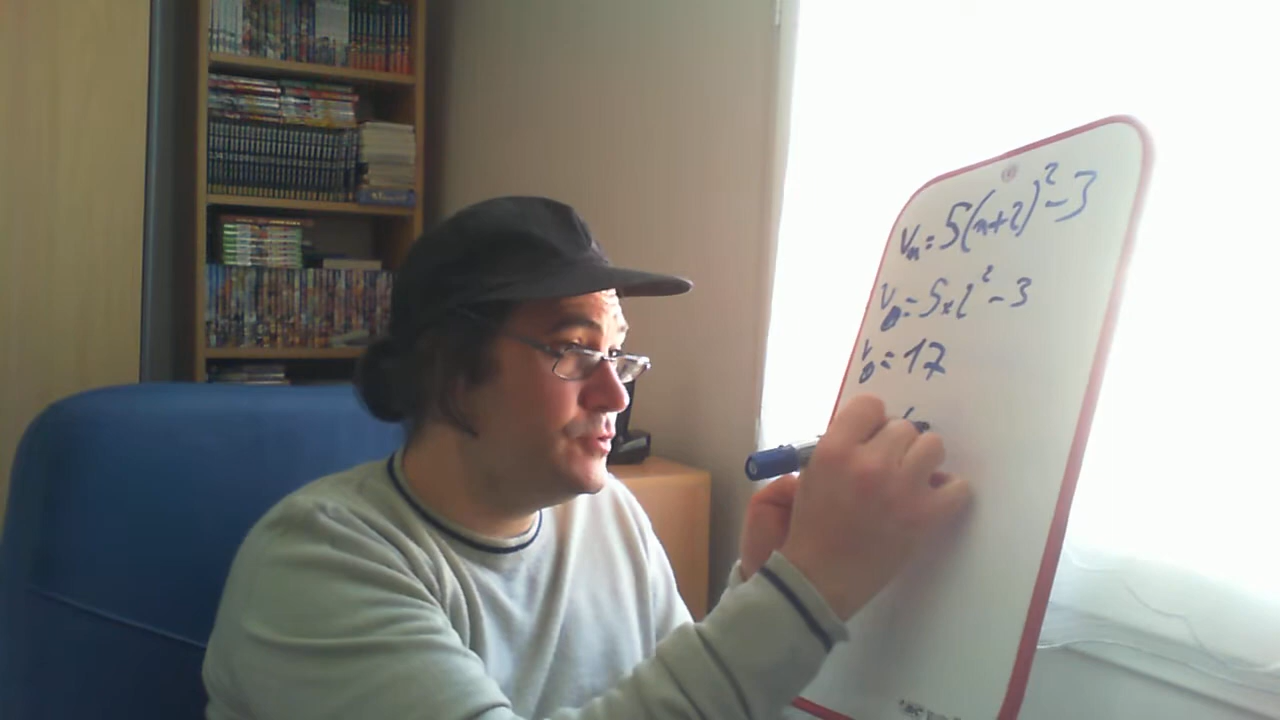 Vn = 5(n+2)² - 3
V0 = 5×2² - 3
V0 = 17